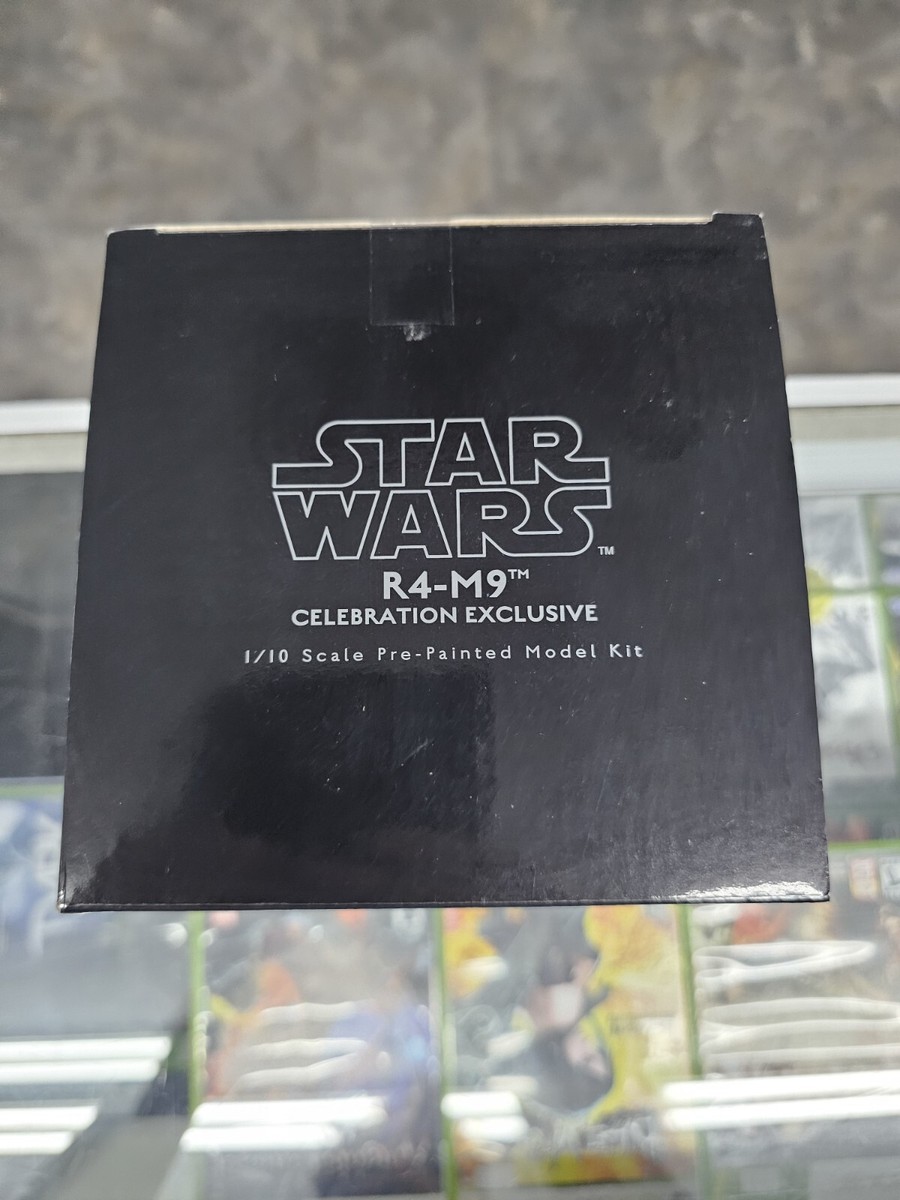 STAR
WARS™
R4-M9™
CELEBRATION EXCLUSIVE
1/10 Scale Pre-Painted Model Kit